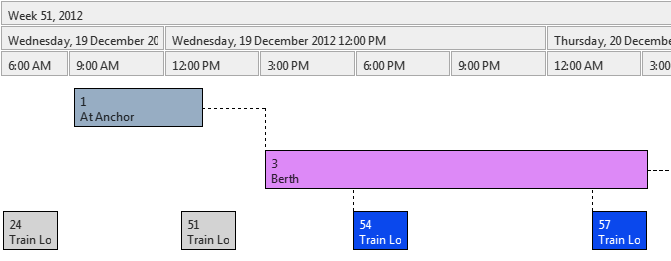 Week 51, 2012
Wednesday, 19 December 20 Wednesday, 19 December 2012 12:00 PM Thursday, 20 Decembe
6:00 AM 9:00 AM 12:00 PM 3:00 PM 6:00 PM 9:00 PM 12:00 AM 3:00
1
At Anchor
3
Berth
24 51 54 57
Train Lo Train Lo Train Lo Train Lo